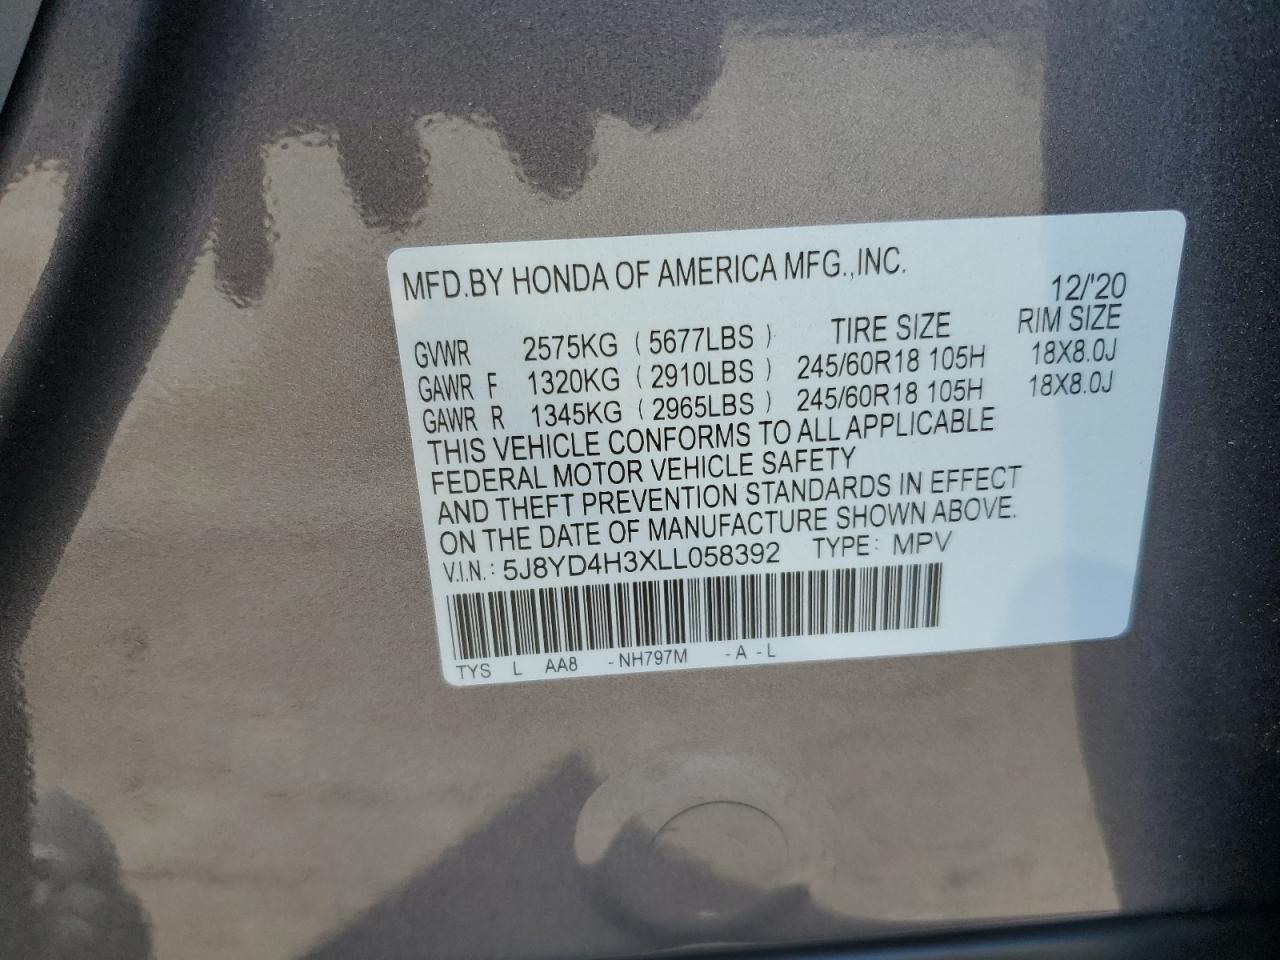 MFD.BY HONDA OF AMERICA MFG.,INC.
12/'20
GVWR 2575KG ( 5677LBS ) TIRE SIZE RIM SIZE
GAWR F 1320KG ( 2910LBS ) 245/60R18 105H 18X8.0J
GAWR R 1345KG ( 2965LBS ) 245/60R18 105H 18X8.0J
THIS VEHICLE CONFORMS TO ALL APPLICABLE
FEDERAL MOTOR VEHICLE SAFETY
AND THEFT PREVENTION STANDARDS IN EFFECT
ON THE DATE OF MANUFACTURE SHOWN ABOVE.
V.I.N.: 5J8YD4H3XLL058392 TYPE: MPV
TYS L AA8 -NH797M -A -L